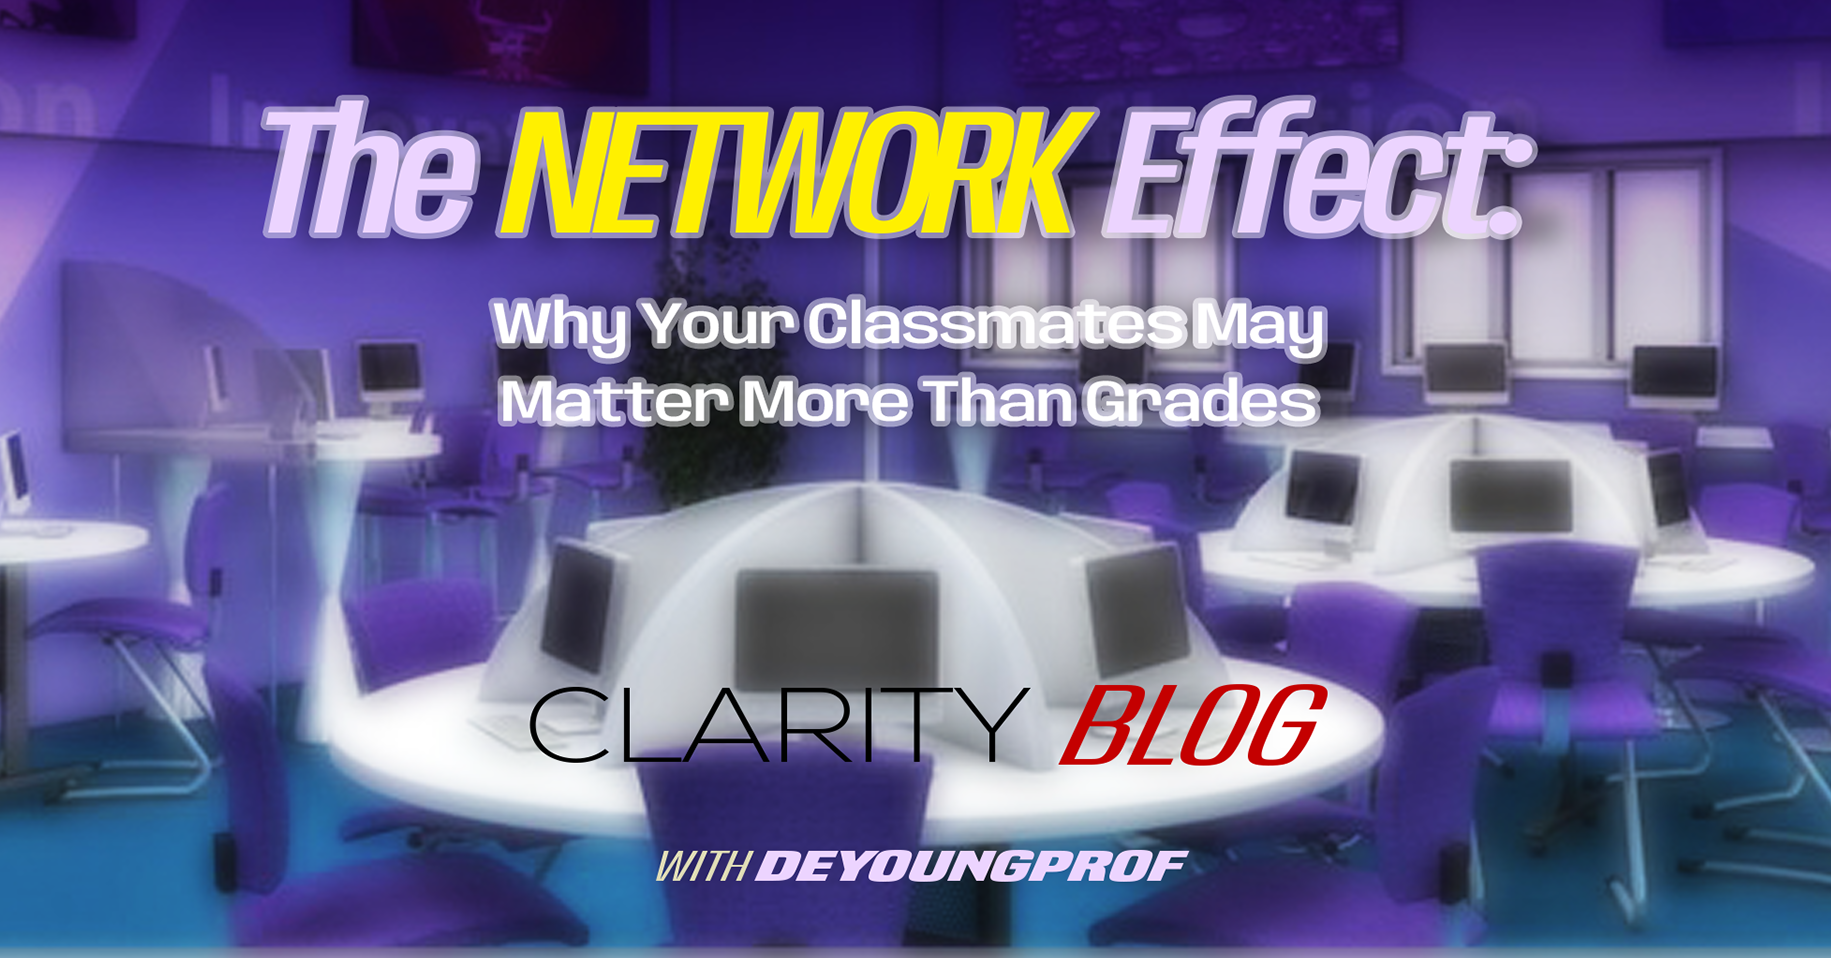 The NETWORK Effect:
Why Your Classmates May
Matter More Than Grades
CLARITY BLOG
WITH DEYOUNGPROF